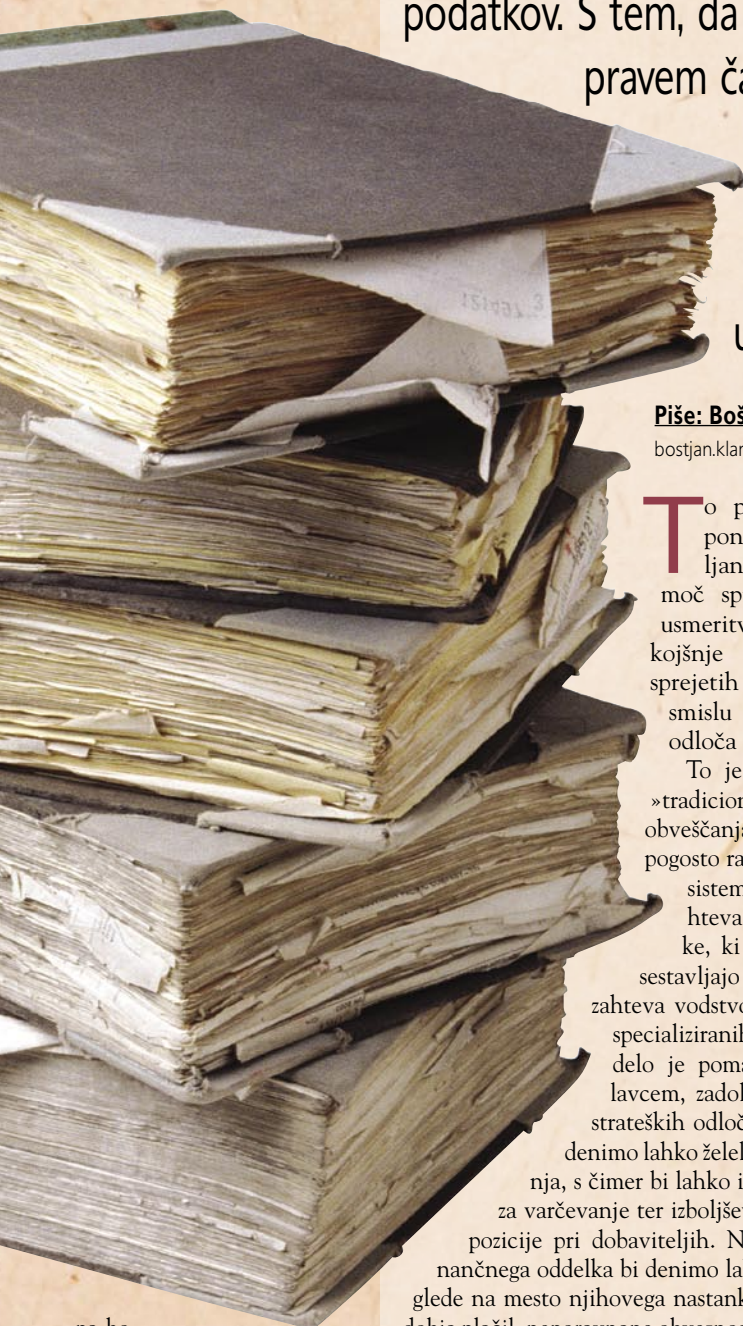 podatkov. S tem, da
pravem ča
u
Piše: Boš
bostjan.klar
To p
pon
ljan
moč sp
usmeritv
kojšnje
sprejetih
smislu
odloča
To je
»tradicion
obveščanja
pogosto ra
sistem
hteva
ke, ki
sestavljajo
zahteva vodstvo
specializiranih
delo je poma
lavcem, zadol
strateških odloč
denimo lahko želel
nja, s čimer bi lahko i
za varčevanje ter izboljše
pozicije pri dobaviteljih. N
nančnega oddelka bi denimo la
glede na mesto njihovega nastank